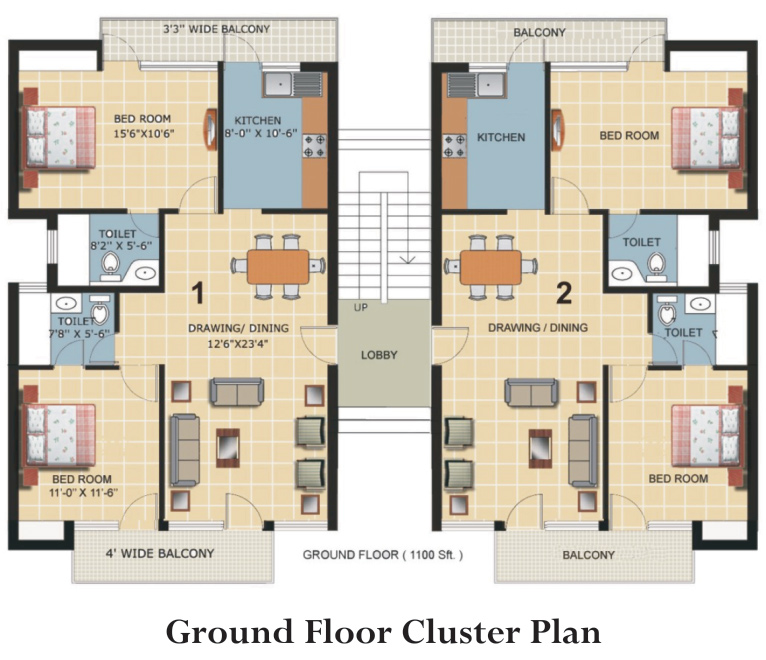 3'3" WIDE BALCONY
BALCONY
BED ROOM
15'6"X10'6"
KITCHEN
8'-0" X 10'-6"
KITCHEN
BED ROOM
TOILET
8'2" X 5'-6"
TOILET
1
2
UP
TOILET
7'8" X 5'-6"
DRAWING/ DINING
12'6"X23'4"
LOBBY
DRAWING / DINING
TOILET
7
BED ROOM
11'-0" X 11'-6"
BED ROOM
4' WIDE BALCONY
GROUND FLOOR ( 1100 Sft. )
BALCONY
Ground Floor Cluster Plan